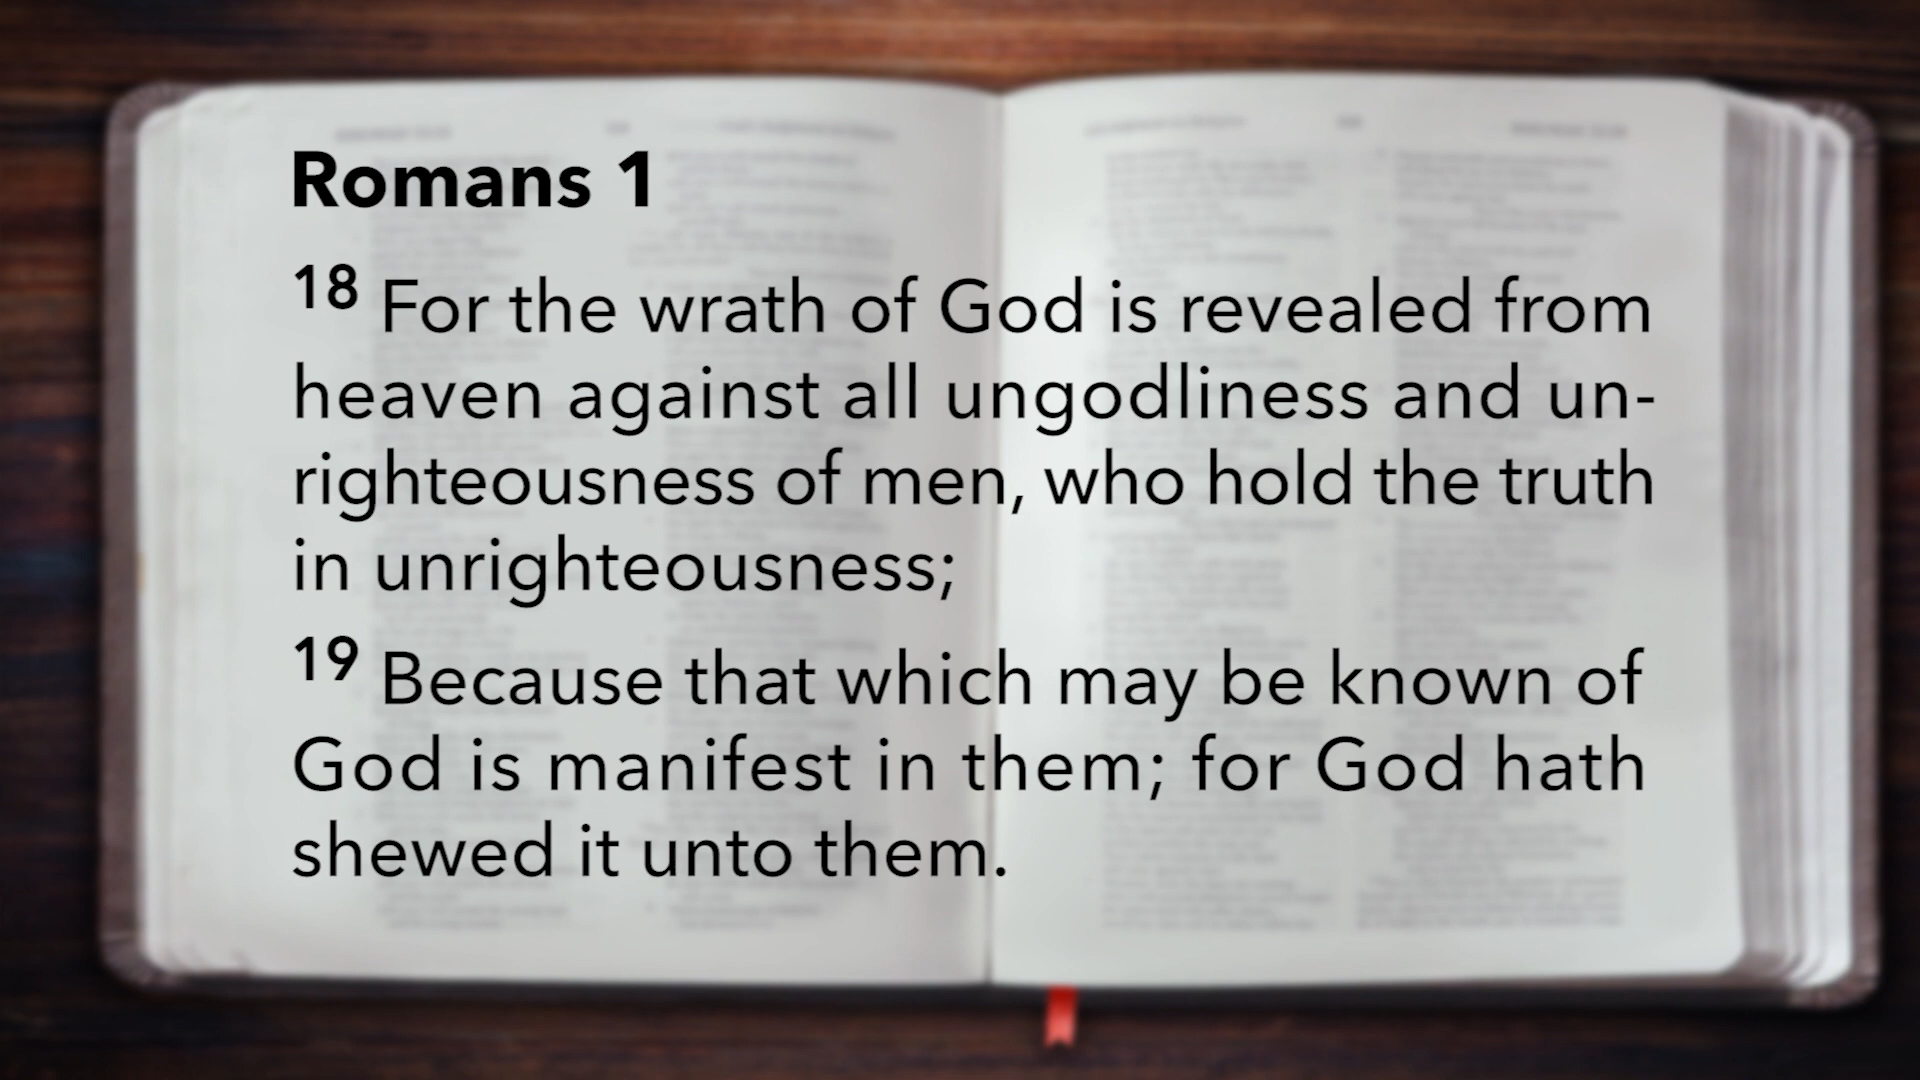 Romans 1
18 For the wrath of God is revealed from
heaven against all ungodliness and un-
righteousness of men, who hold the truth
in unrighteousness;
19 Because that which may be known of
God is manifest in them; for God hath
shewed it unto them.